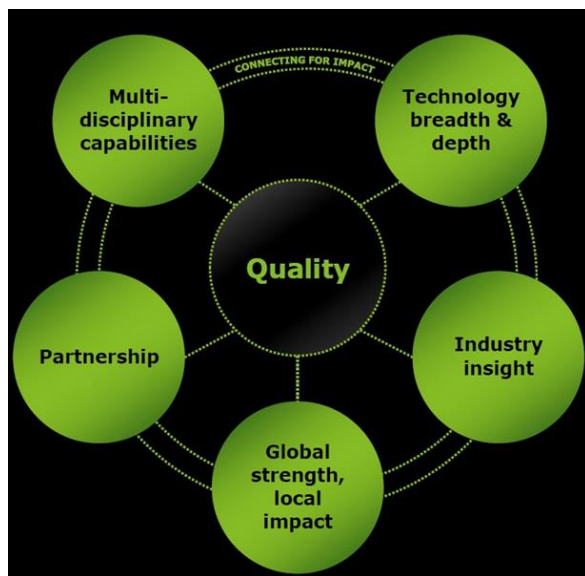 CONNECTING FOR IMPACT
Multi-
disciplinary
capabilities
Technology
breadth &
depth
Quality
Partnership
Industry
insight
Global
strength,
local
impact